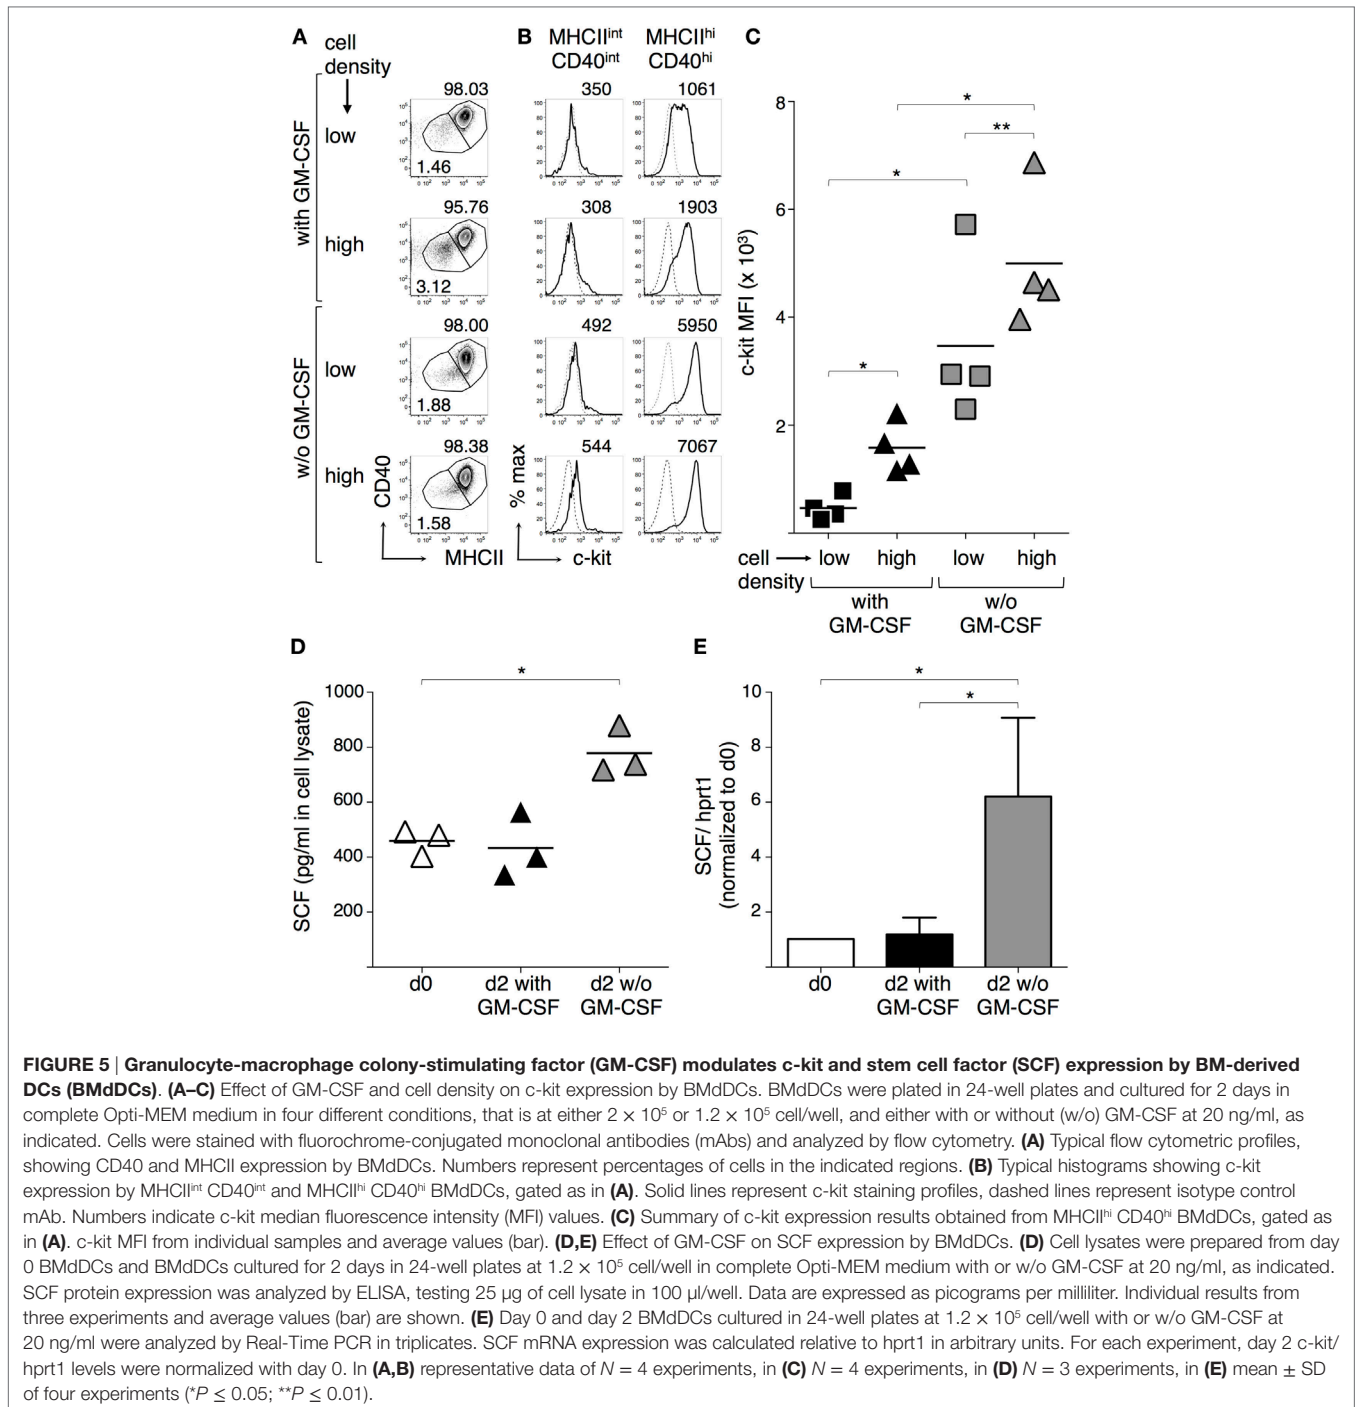 A
cell
density
with GM-CSF
low
high
w/o GM-CSF
low
high
98.03
1.46
95.76
3.12
98.00
1.88
98.38
1.58
CD40
MHCII
B
MHCIIint
CD40int
MHCIIhi
CD40hi
350
1061
308
1903
492
5950
544
7067
% max
c-kit
C
c-kit MFI (x 10³)
8
6
4
2
*
**
*
*
cell
density
low
high
low
high
with
GM-CSF
w/o
GM-CSF
D
SCF (pg/ml in cell lysate)
1000
800
600
400
200
*
d0
d2 with
GM-CSF
d2 w/o
GM-CSF
E
SCF/ hprt1
(normalized to d0)
10
8
6
4
2
*
*
d0
d2 with
GM-CSF
d2 w/o
GM-CSF
FIGURE 5 | Granulocyte-macrophage colony-stimulating factor (GM-CSF) modulates c-kit and stem cell factor (SCF) expression by BM-derived
DCs (BMdDCs). (A–C) Effect of GM-CSF and cell density on c-kit expression by BMdDCs. BMdDCs were plated in 24-well plates and cultured for 2 days in
complete Opti-MEM medium in four different conditions, that is at either 2 × 10⁵ or 1.2 × 10⁵ cell/well, and either with or without (w/o) GM-CSF at 20 ng/ml, as
indicated. Cells were stained with fluorochrome-conjugated monoclonal antibodies (mAbs) and analyzed by flow cytometry. (A) Typical flow cytometric profiles,
showing CD40 and MHCII expression by BMdDCs. Numbers represent percentages of cells in the indicated regions. (B) Typical histograms showing c-kit
expression by MHCIIint CD40int and MHCIIhi CD40hi BMdDCs, gated as in (A). Solid lines represent c-kit staining profiles, dashed lines represent isotype control
mAb. Numbers indicate c-kit median fluorescence intensity (MFI) values. (C) Summary of c-kit expression results obtained from MHCIIhi CD40hi BMdDCs, gated as
in (A). c-kit MFI from individual samples and average values (bar). (D,E) Effect of GM-CSF on SCF expression by BMdDCs. (D) Cell lysates were prepared from day
0 BMdDCs and BMdDCs cultured for 2 days in 24-well plates at 1.2 × 10⁵ cell/well in complete Opti-MEM medium with or w/o GM-CSF at 20 ng/ml, as indicated.
SCF protein expression was analyzed by ELISA, testing 25 µg of cell lysate in 100 µl/well. Data are expressed as picograms per milliliter. Individual results from
three experiments and average values (bar) are shown. (E) Day 0 and day 2 BMdDCs cultured in 24-well plates at 1.2 × 10⁵ cell/well with or w/o GM-CSF at
20 ng/ml were analyzed by Real-Time PCR in triplicates. SCF mRNA expression was calculated relative to hprt1 in arbitrary units. For each experiment, day 2 c-kit/
hprt1 levels were normalized with day 0. In (A,B) representative data of N = 4 experiments, in (C) N = 4 experiments, in (D) N = 3 experiments, in (E) mean ± SD
of four experiments (*P ≤ 0.05; **P ≤ 0.01).